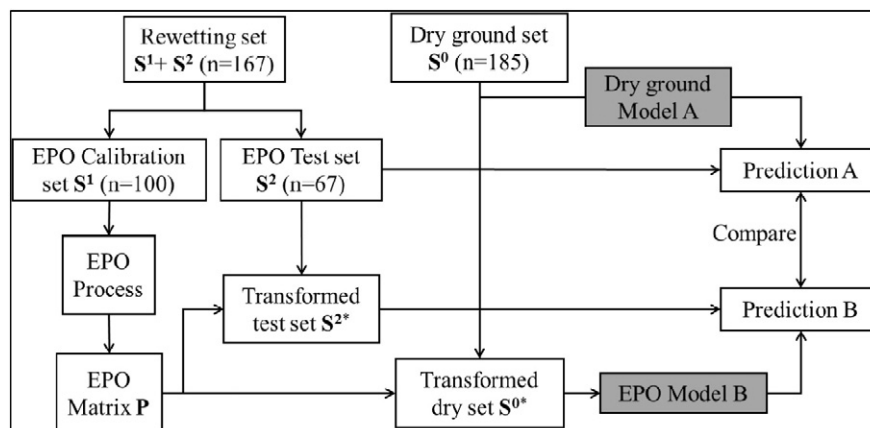 Rewetting set
S¹+ S² (n=167)
Dry ground set
S⁰ (n=185)
Dry ground
Model A
EPO Calibration
set S¹ (n=100)
EPO Test set
S² (n=67)
Prediction A
Compare
EPO
Process
Transformed
test set S²*
Prediction B
EPO
Matrix P
Transformed
dry set S⁰*
EPO Model B